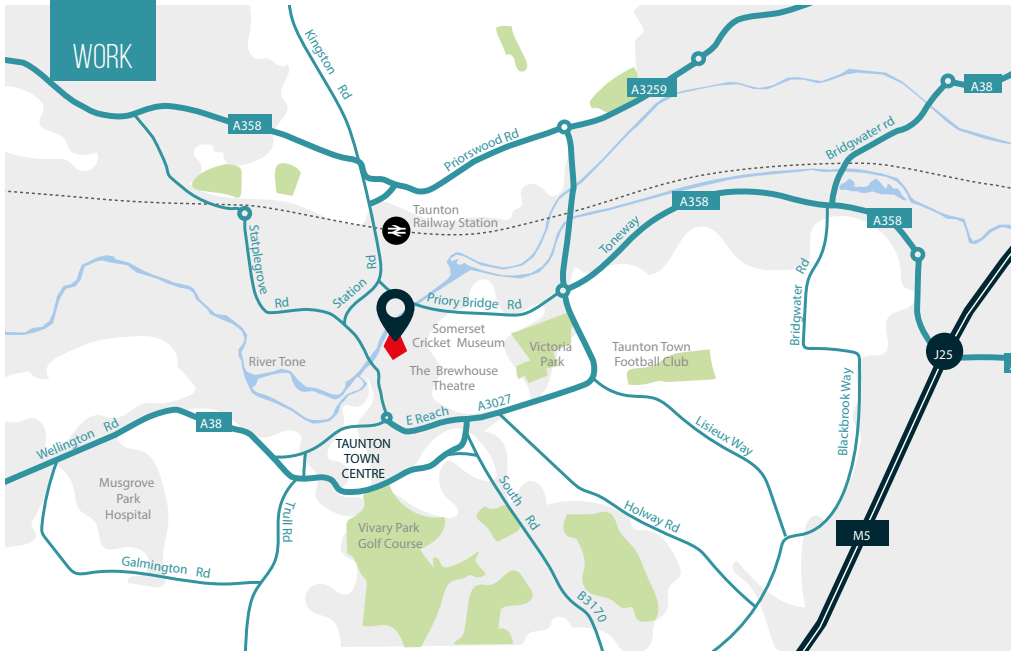 WORK
Kingston Rd
A3259
A38
A358
Priorswood Rd
Bridgwater rd
Taunton
Railway Station
A358
A358
Toneway
Statplegrove Rd
Station Rd
Bridgwater Rd
Priory Bridge Rd
Somerset
Cricket Museum
Victoria
Park
Taunton Town
Football Club
J25
River Tone
The Brewhouse
Theatre
A3027
E Reach
A38
Wellington Rd
TAUNTON
TOWN
CENTRE
Lisieux Way
Blackbrook Way
Musgrove
Park
Hospital
Trull Rd
South Rd
Holway Rd
Vivary Park
Golf Course
M5
Galmington Rd
B3170